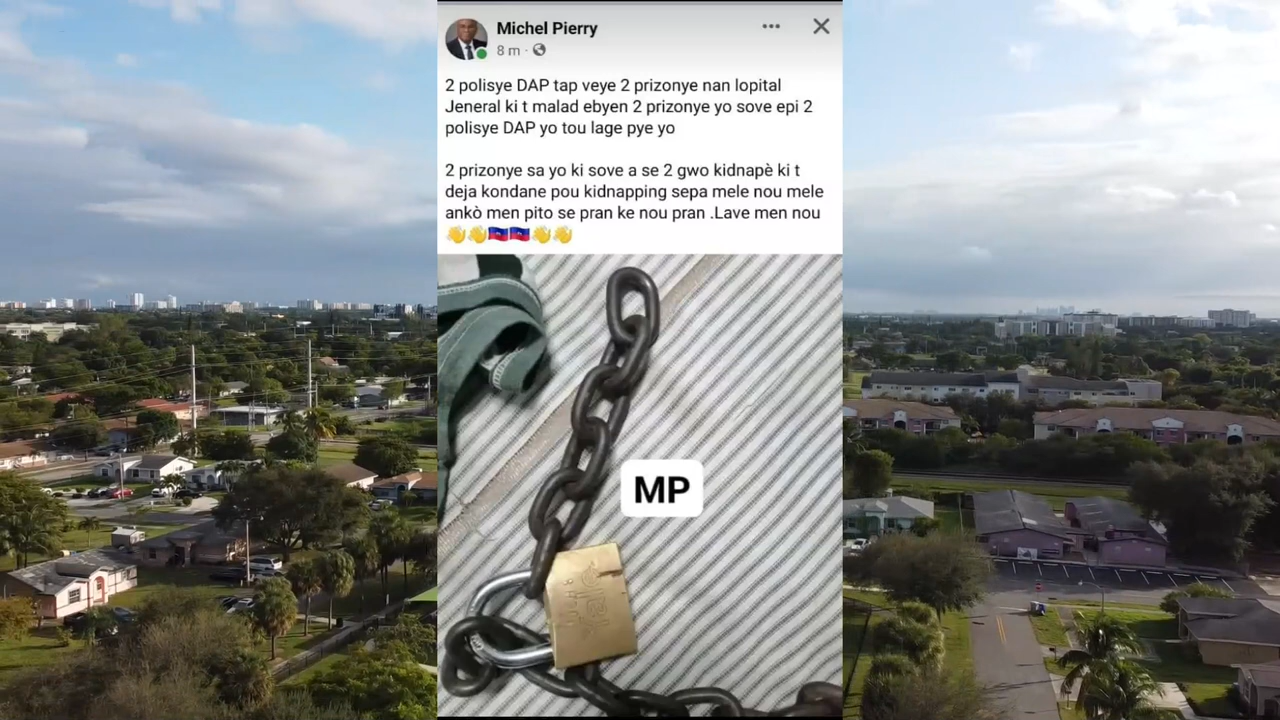 Michel Pierry
8 m
2 polisye DAP tap veye 2 prizonye nan lopital
Jeneral ki t malad ebyen 2 prizonye yo sove epi 2
polisye DAP yo tou lage pye yo
2 prizonye sa yo ki sove a se 2 gwo kidnapè ki t
deja kondane pou kidnapping sepa mele nou mele
ankò men pito se pran ke nou pran .Lave men nou
👋👋🇭🇹🇭🇹👋👋
MP